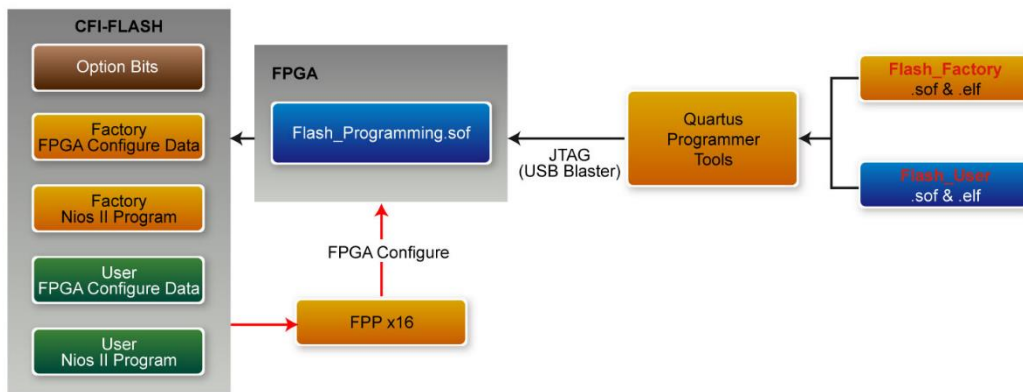 CFI-FLASH
Option Bits
Factory
FPGA Configure Data
Factory
Nios II Program
User
FPGA Configure Data
User
Nios II Program
FPGA
Flash_Programming.sof
FPGA Configure
FPP x16
JTAG
(USB Blaster)
Quartus
Programmer
Tools
Flash_Factory
.sof & .elf
Flash_User
.sof & .elf